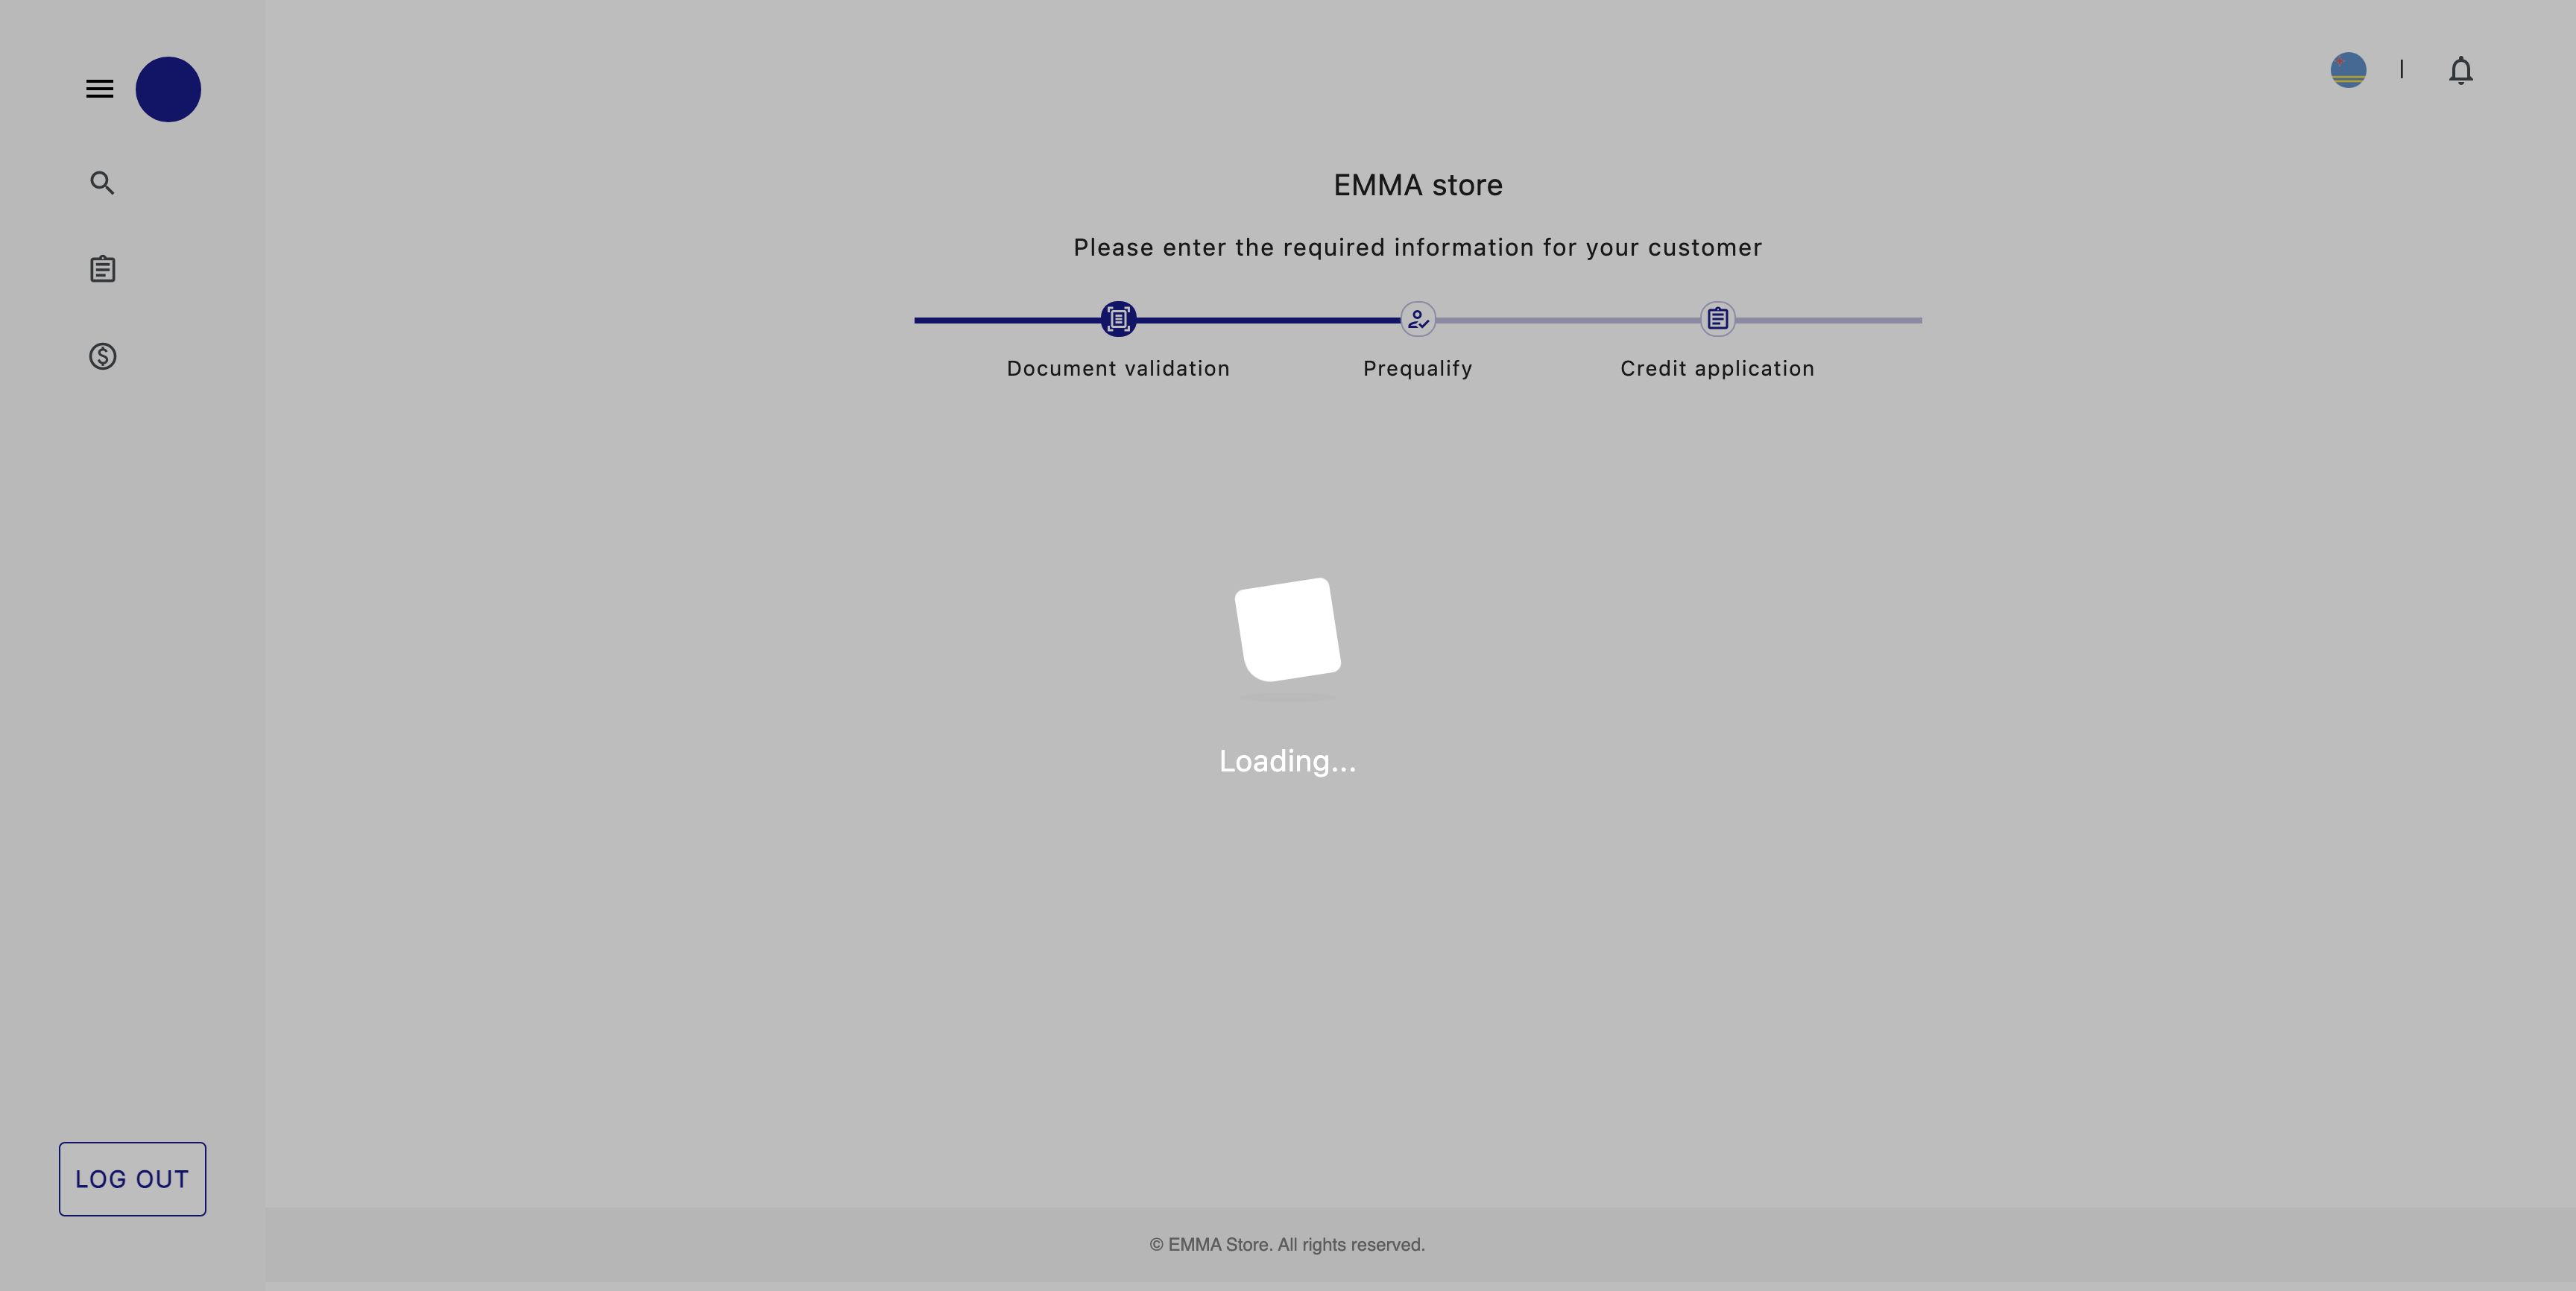 EMMA store
Please enter the required information for your customer
Document validation
Prequalify
Credit application
Loading...
LOG OUT
© EMMA Store. All rights reserved.